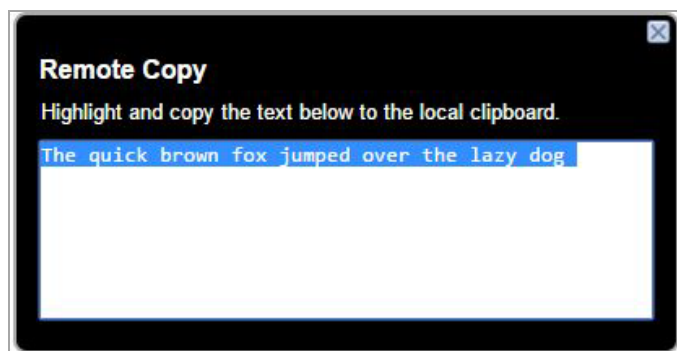 Remote Copy
Highlight and copy the text below to the local clipboard.
The quick brown fox jumped over the lazy dog